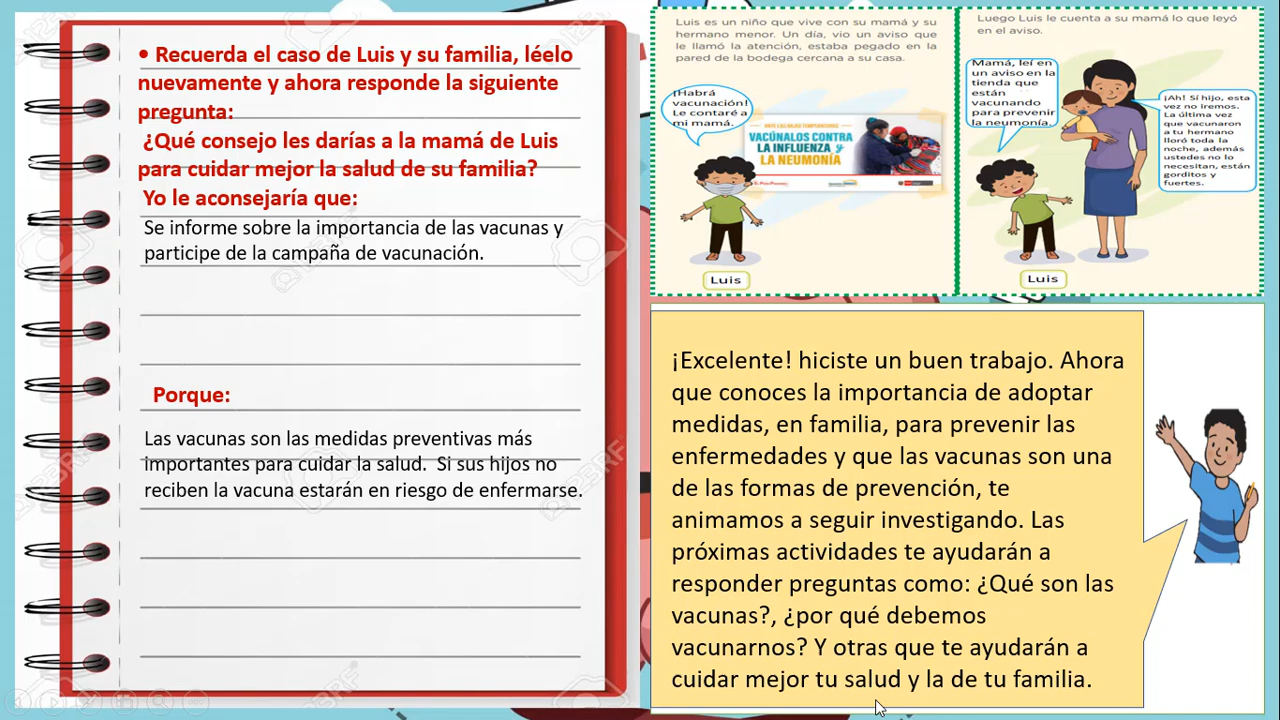 • Recuerda el caso de Luis y su familia, léelo
nuevamente y ahora responde la siguiente
pregunta:
¿Qué consejo les darías a la mamá de Luis
para cuidar mejor la salud de su familia?
Yo le aconsejaría que:
Se informe sobre la importancia de las vacunas y
participe de la campaña de vacunación.
Porque:
Las vacunas son las medidas preventivas más
importantes para cuidar la salud. Si sus hijos no
reciben la vacuna estarán en riesgo de enfermarse.
Luis es un niño que vive con su mamá y su
hermano menor. Un día, vio un aviso que
le llamó la atención, estaba pegado en la
pared de la bodega cercana a su casa.
¡Habrá
vacunación!
Le contaré a
mi mamá.
ANTE LAS BAJAS TEMPERATURAS
VACÚNALOS CONTRA
LA INFLUENZA y
LA NEUMONÍA
Luis
Luego Luis le cuenta a su mamá lo que leyó
en el aviso.
Mamá, leí en
un aviso en la
tienda que
están
vacunando
para prevenir
la neumonía.
¡Ah! Sí hijo, esta
vez no iremos.
La última vez
que vacunaron
a tu hermano
lloró toda la
noche, además
ustedes no lo
necesitan, están
gorditos y
fuertes.
Luis
¡Excelente! hiciste un buen trabajo. Ahora
que conoces la importancia de adoptar
medidas, en familia, para prevenir las
enfermedades y que las vacunas son una
de las formas de prevención, te
animamos a seguir investigando. Las
próximas actividades te ayudarán a
responder preguntas como: ¿Qué son las
vacunas?, ¿por qué debemos
vacunarnos? Y otras que te ayudarán a
cuidar mejor tu salud y la de tu familia.